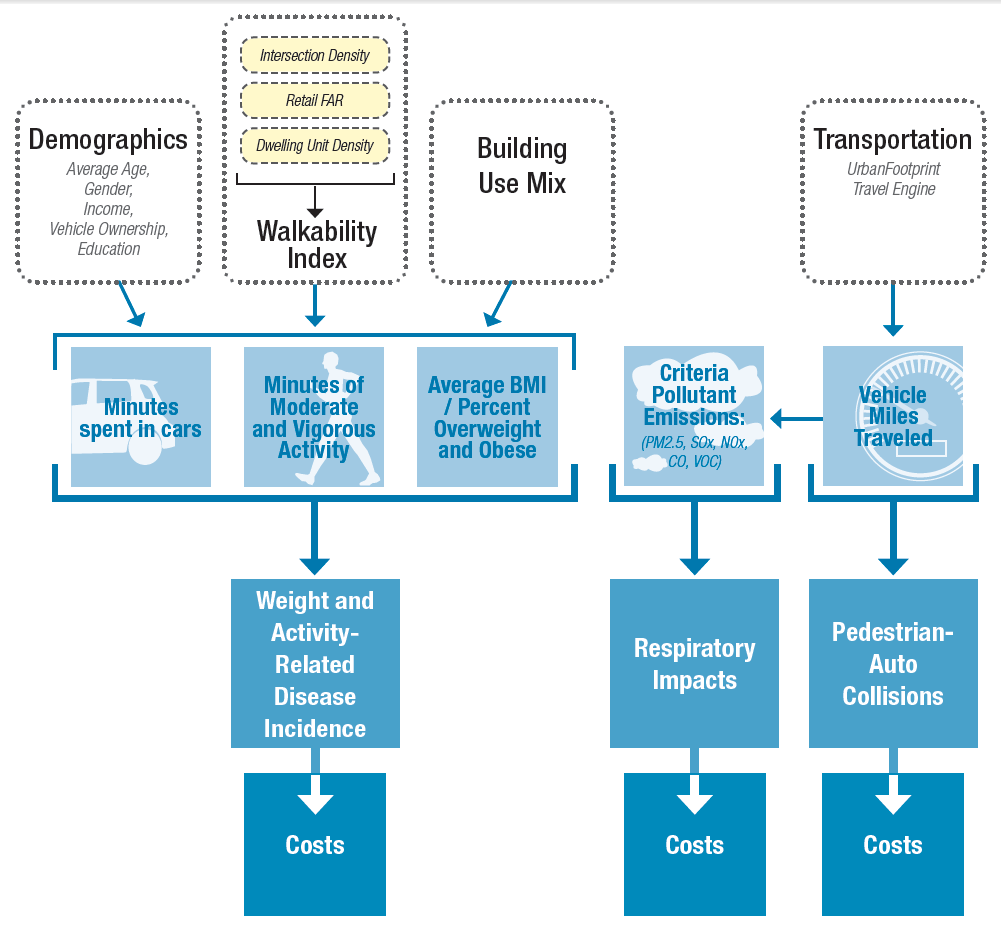 Intersection Density
Retail FAR
Dwelling Unit Density
Walkability
Index
Demographics
Average Age,
Gender,
Income,
Vehicle Ownership,
Education
Building
Use Mix
Transportation
UrbanFootprint
Travel Engine
Minutes
spent in cars
Minutes of
Moderate
and Vigorous
Activity
Average BMI
/ Percent
Overweight
and Obese
Criteria
Pollutant
Emissions:
(PM2.5, SOx, NOx,
CO, VOC)
Vehicle
Miles
Traveled
Weight and
Activity-
Related
Disease
Incidence
Respiratory
Impacts
Pedestrian-
Auto
Collisions
Costs
Costs
Costs